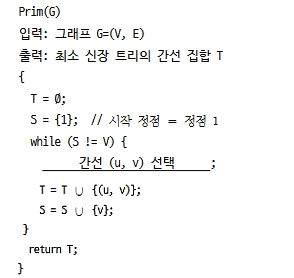 Prim(G)
입력: 그래프 G=(V, E)
출력: 최소 신장 트리의 간선 집합 T
{
T = Ø;
S = {1};  // 시작 정점 = 정점 1
while (S != V) {
간선 (u, v) 선택 ;
T = T ∪ {(u, v)};
S = S ∪ {v};
}
return T;
}